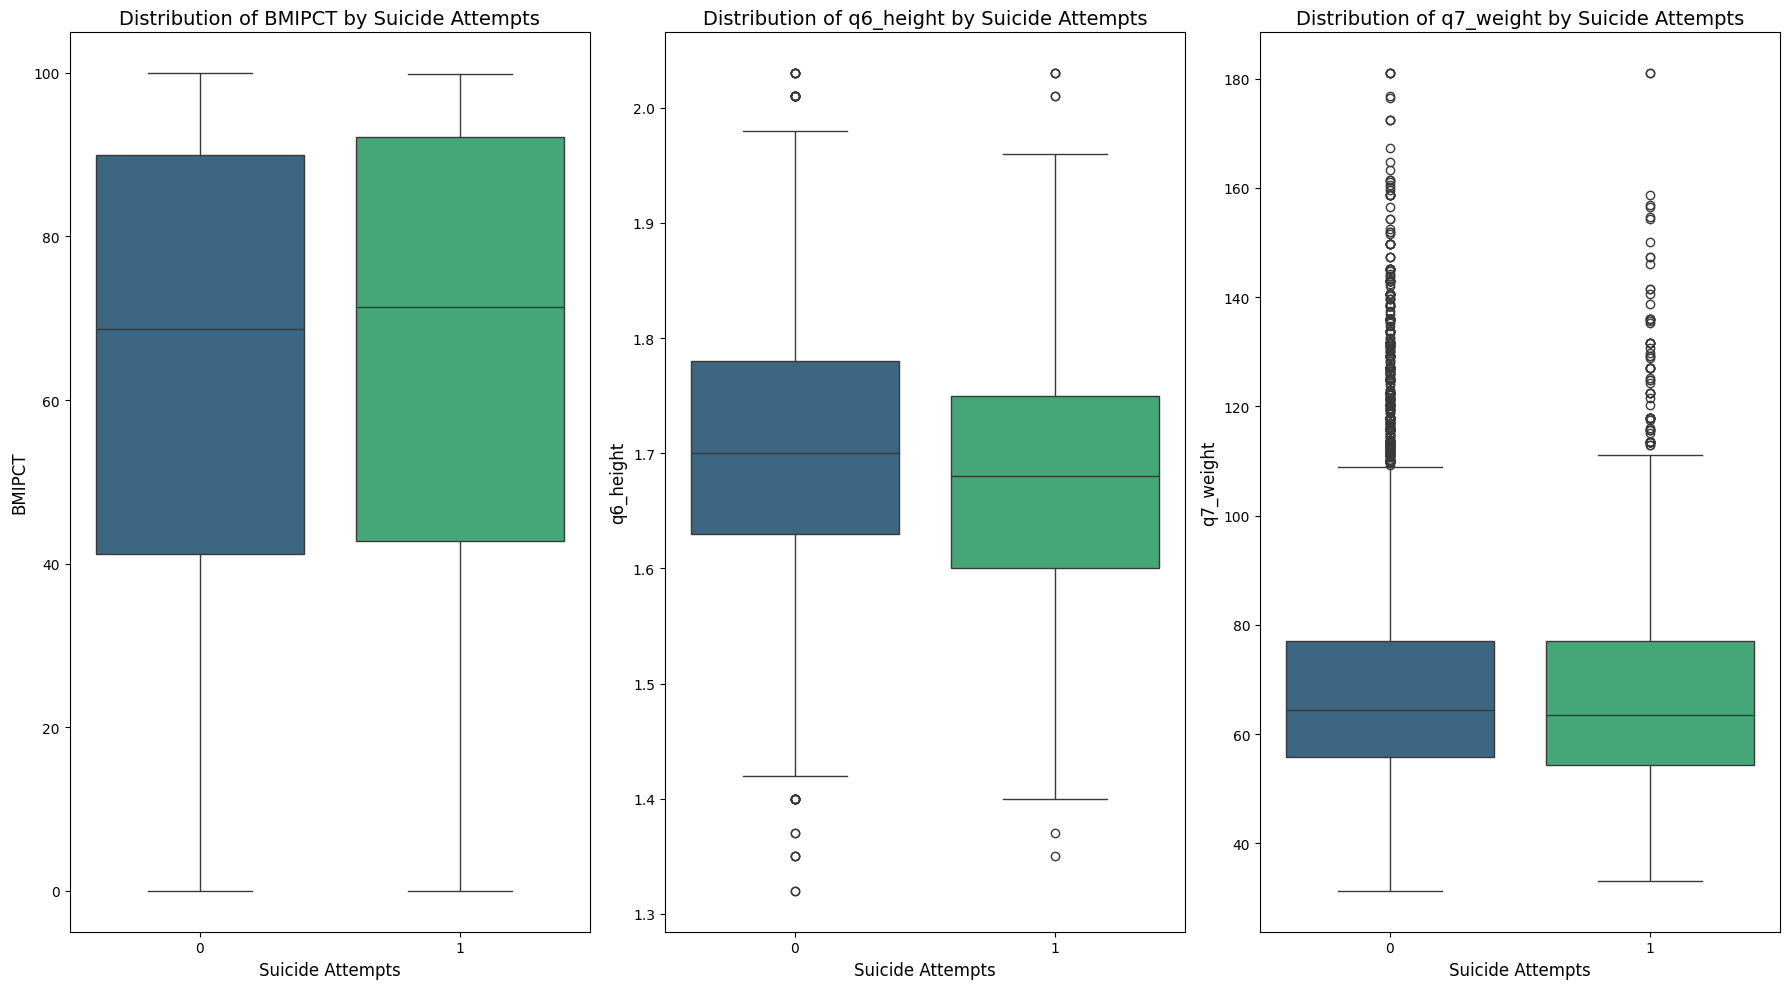 Distribution of BMIPCT by Suicide Attempts
BMIPCT
100
80
60
40
20
0
0 1
Suicide Attempts
Distribution of q6_height by Suicide Attempts
q6_height
2.0
1.9
1.8
1.7
1.6
1.5
1.4
1.3
0 1
Suicide Attempts
Distribution of q7_weight by Suicide Attempts
q7_weight
180
160
140
120
100
80
60
40
0 1
Suicide Attempts